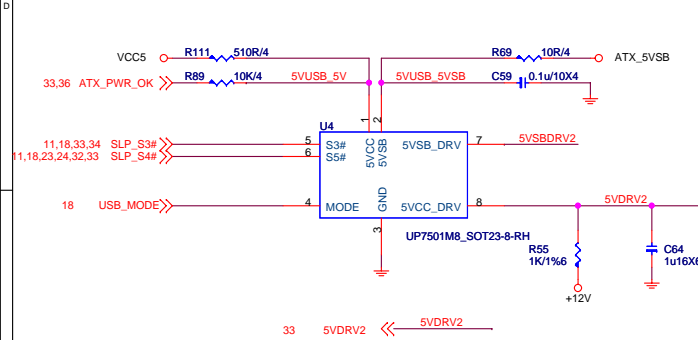 D
VCC5 R111 510R/4 R69 10R/4 ATX_5VSB
33,36 ATX_PWR_OK R89 10K/4 5VUSB_5V 5VUSB_5VSB C59 0.1u/10X4
1 2
U4
11,18,33,34 SLP_S3# 5 S3# 5VCC 5VSB 5VSB_DRV 7 5VSBDRV2
11,18,23,24,32,33 SLP_S4# 6 S5#
18 USB_MODE 4 MODE GND 5VCC_DRV 8 5VDRV2
3
UP7501M8_SOT23-8-RH
R55 C64
1K/1%6 1u16X6
+12V
33 5VDRV2 5VDRV2